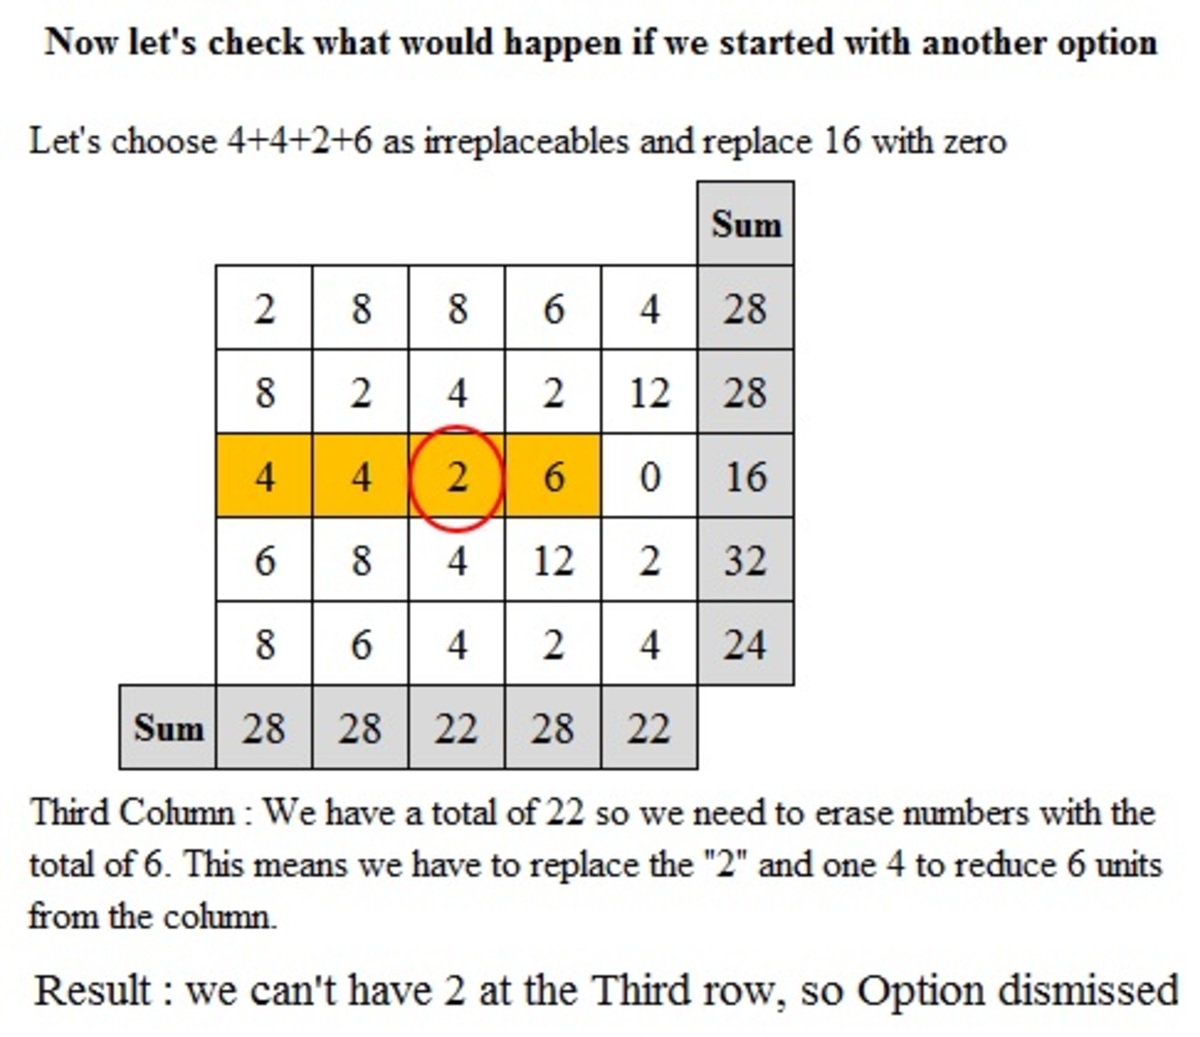 Now let's check what would happen if we started with another option
Let's choose 4+4+2+6 as irreplaceables and replace 16 with zero
Sum
2 8 8 6 4 28
8 2 4 2 12 28
4 4 2 6 0 16
6 8 4 12 2 32
8 6 4 2 4 24
Sum 28 28 22 28 22
Third Column : We have a total of 22 so we need to erase numbers with the
total of 6. This means we have to replace the "2" and one 4 to reduce 6 units
from the column.
Result : we can't have 2 at the Third row, so Option dismissed